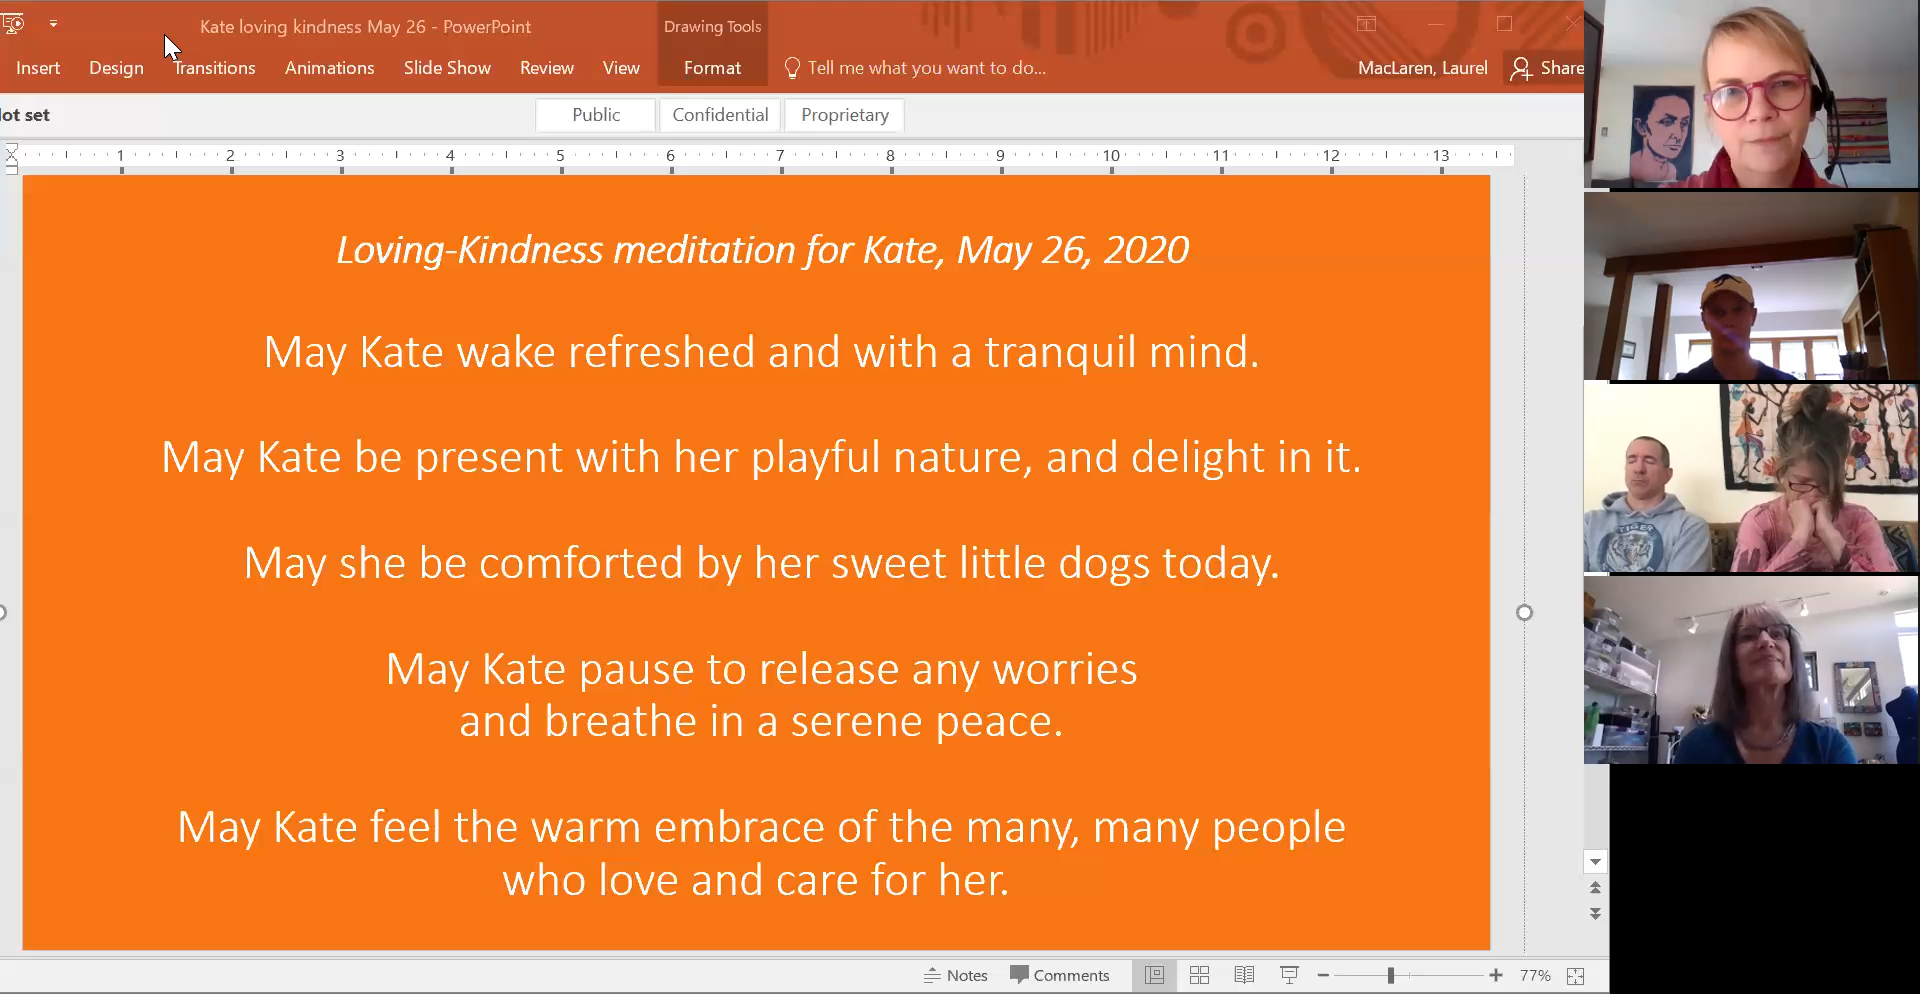 Kate loving kindness May 26 - PowerPoint
Drawing Tools
Insert Design Transitions Animations Slide Show Review View Format Tell me what you want to do... MacLaren, Laurel Share
lot set
Public Confidential Proprietary
1 2 3 4 5 6 7 8 9 10 11 12 13
Loving-Kindness meditation for Kate, May 26, 2020
May Kate wake refreshed and with a tranquil mind.
May Kate be present with her playful nature, and delight in it.
May she be comforted by her sweet little dogs today.
May Kate pause to release any worries
and breathe in a serene peace.
May Kate feel the warm embrace of the many, many people
who love and care for her.
TIGER
Notes Comments 77%